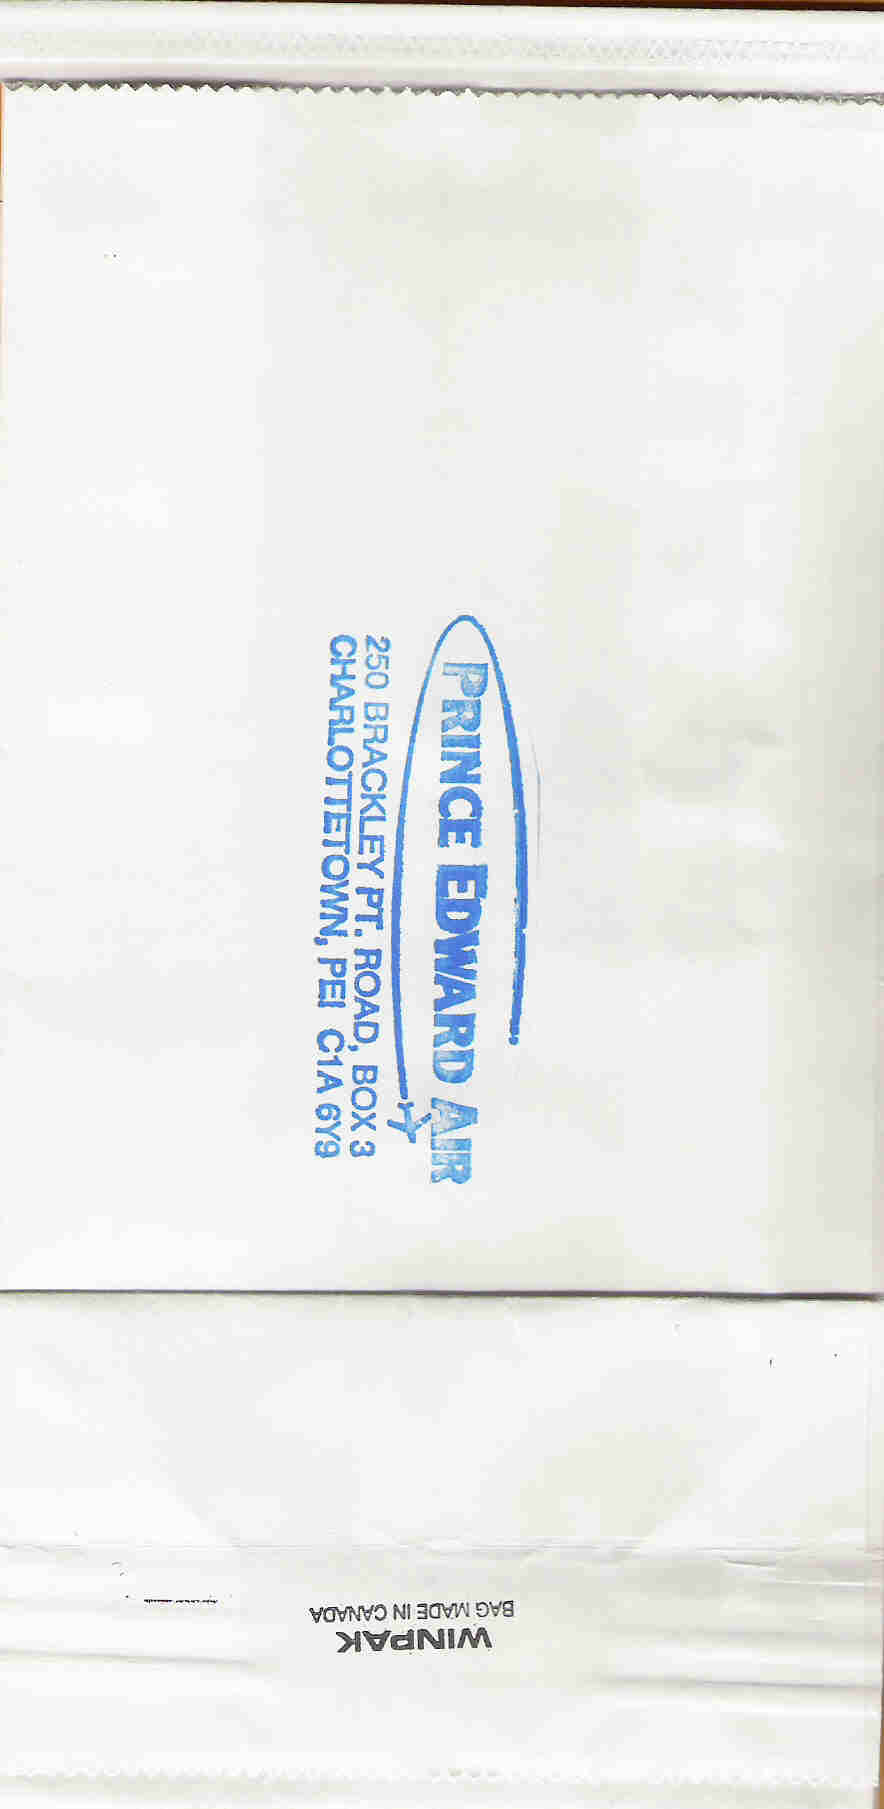 PRINCE EDWARD AIR
250 BRACKLEY PT. ROAD, BOX 3
CHARLOTTETOWN, PEI C1A 6Y9
WINPAK
BAG MADE IN CANADA